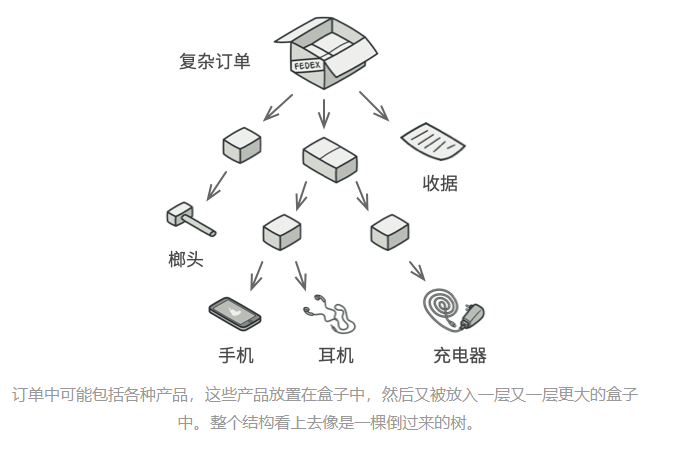 复杂订单
FEDEX
收据
榔头
手机
耳机
充电器
订单中可能包括各种产品，这些产品放置在盒子中，然后又被放入一层又一层更大的盒子
中。整个结构看上去像是一棵倒过来的树。